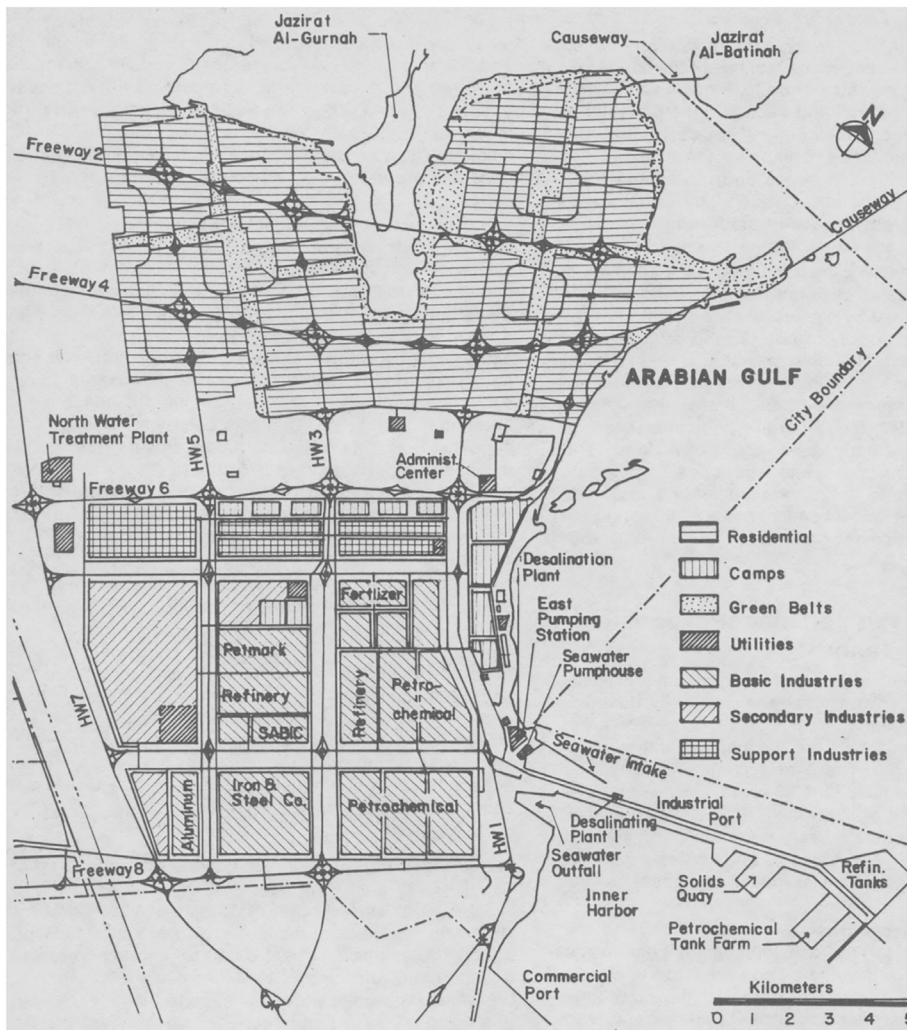 Jazirat
Al-Gurnah
Causeway
Jazirat
Al-Batinah
N
Freeway 2
Causeway
Freeway 4
ARABIAN GULF
City Boundary
North Water
Treatment Plant
HW5
HW3
Administ.
Center
Freeway 6
Desalination
Plant
East
Pumping
Station
Seawater
Pumphouse
Residential
Camps
Green Belts
Utilities
Basic Industries
Secondary Industries
Support Industries
Fertlizer
Petmark
Refinery
SABIC
Refinery
Petro-
chemical
HW7
Seawater Intake
Aluminum
Iron &
Steel Co.
Petrochemical
HW1
Industrial
Port
Desalinating
Plant 1
Seawater
Outfall
Freeway 8
Inner
Harbor
Solids
Quay
Refin.
Tanks
Petrochemical
Tank Farm
Commercial
Port
Kilometers
0 1 2 3 4 5